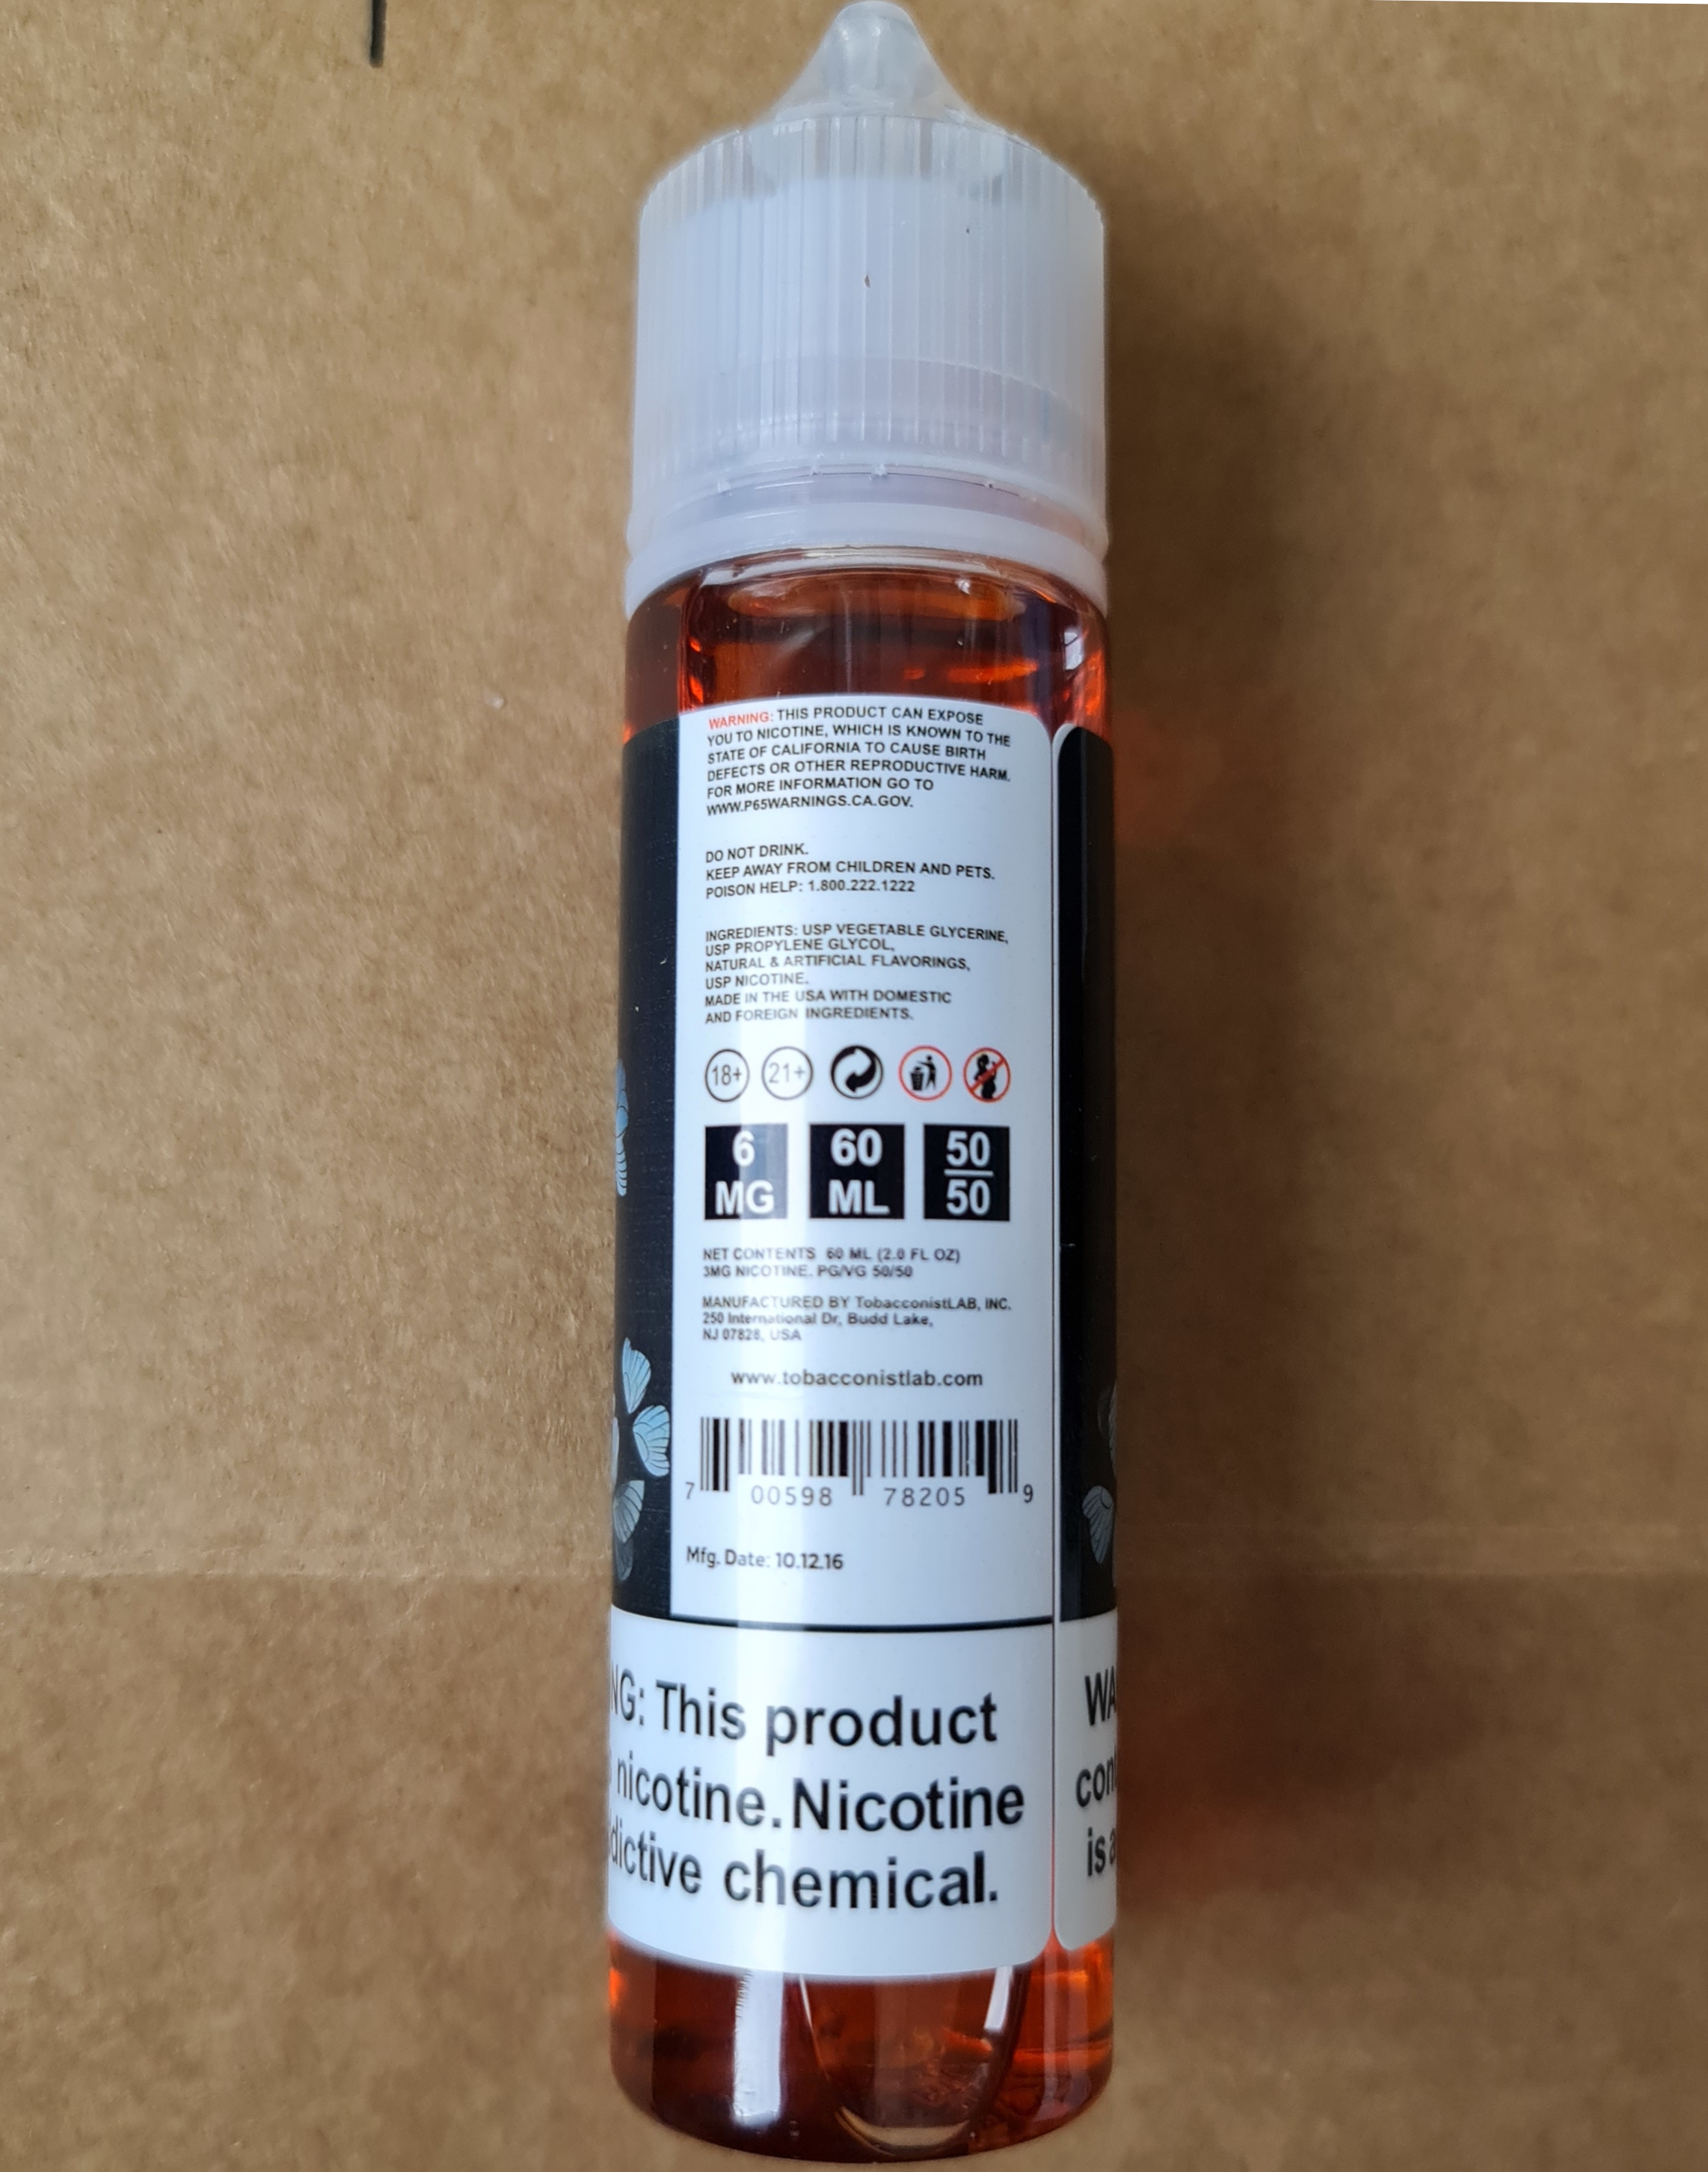 WARNING: THIS PRODUCT CAN EXPOSE
YOU TO NICOTINE, WHICH IS KNOWN TO THE
STATE OF CALIFORNIA TO CAUSE BIRTH
DEFECTS OR OTHER REPRODUCTIVE HARM.
FOR MORE INFORMATION GO TO
WWW.P65WARNINGS.CA.GOV.
DO NOT DRINK.
KEEP AWAY FROM CHILDREN AND PETS.
POISON HELP: 1.800.222.1222
INGREDIENTS: USP VEGETABLE GLYCERINE,
USP PROPYLENE GLYCOL,
NATURAL & ARTIFICIAL FLAVORINGS,
USP NICOTINE.
MADE IN THE USA WITH DOMESTIC
AND FOREIGN INGREDIENTS.
18+ 21+
6 MG
60 ML
50 50
NET CONTENTS 60 ML (2.0 FL OZ)
3MG NICOTINE. PG/VG 50/50
MANUFACTURED BY TobacconistLAB, INC.
250 International Dr, Budd Lake,
NJ 07828, USA
www.tobacconistlab.com
7 00598 78205 9
Mfg. Date: 10.12.16
NG: This product
nicotine. Nicotine
dictive chemical.
WA
con
is a